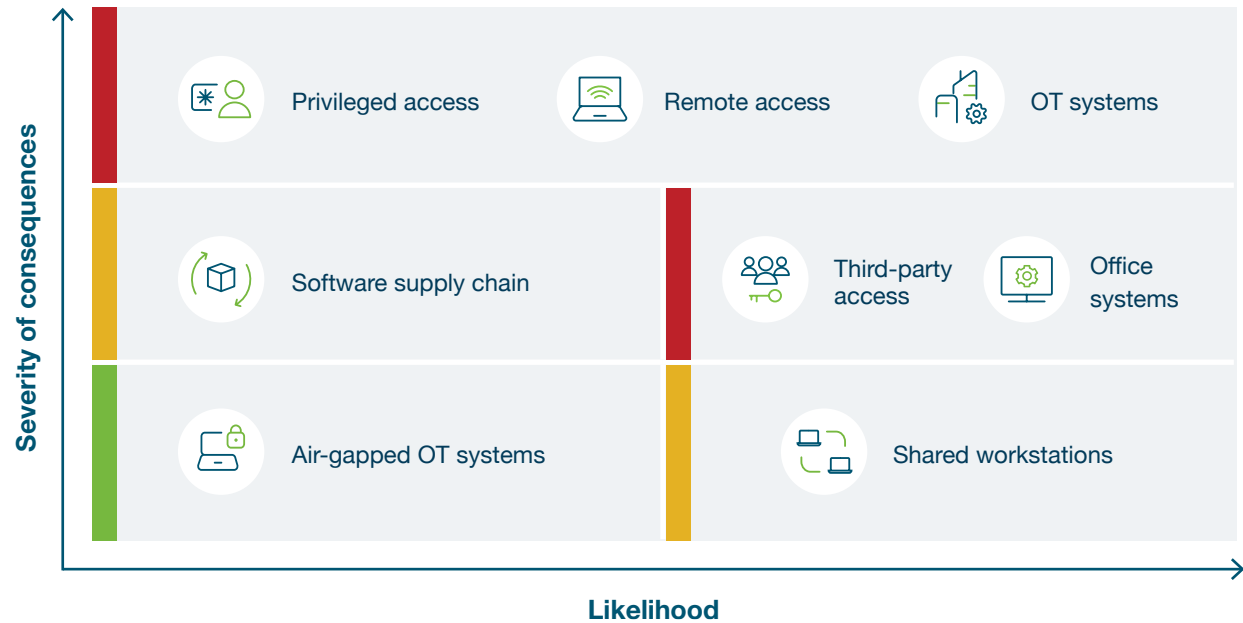 Severity of consequences
Privileged access
Remote access
OT systems
Software supply chain
Third-party
access
Office
systems
Air-gapped OT systems
Shared workstations
Likelihood